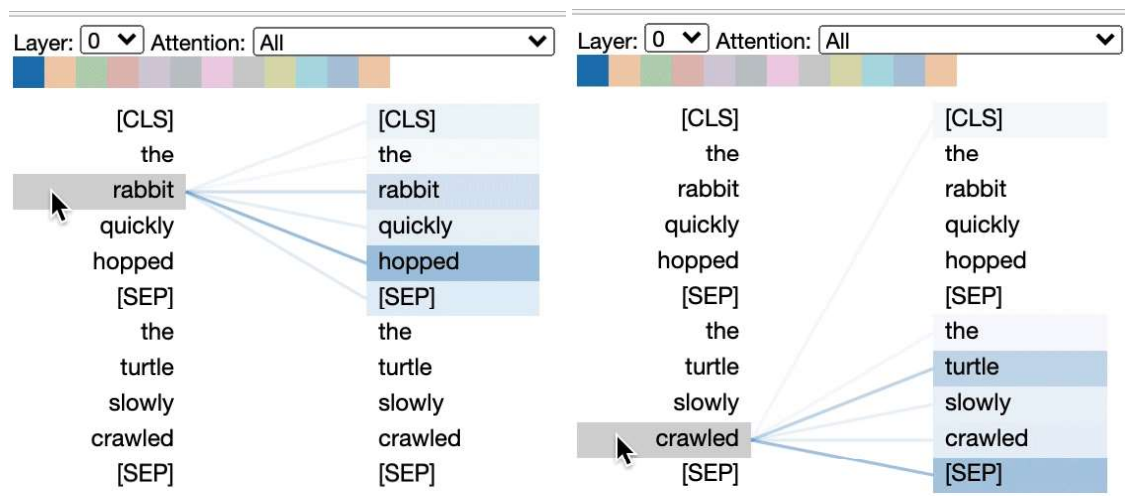 Layer: 0 Attention: All
[CLS] [CLS]
the the
rabbit rabbit
quickly quickly
hopped hopped
[SEP] [SEP]
the the
turtle turtle
slowly slowly
crawled crawled
[SEP] [SEP]
Layer: 0 Attention: All
[CLS] [CLS]
the the
rabbit rabbit
quickly quickly
hopped hopped
[SEP] [SEP]
the the
turtle turtle
slowly slowly
crawled crawled
[SEP] [SEP]